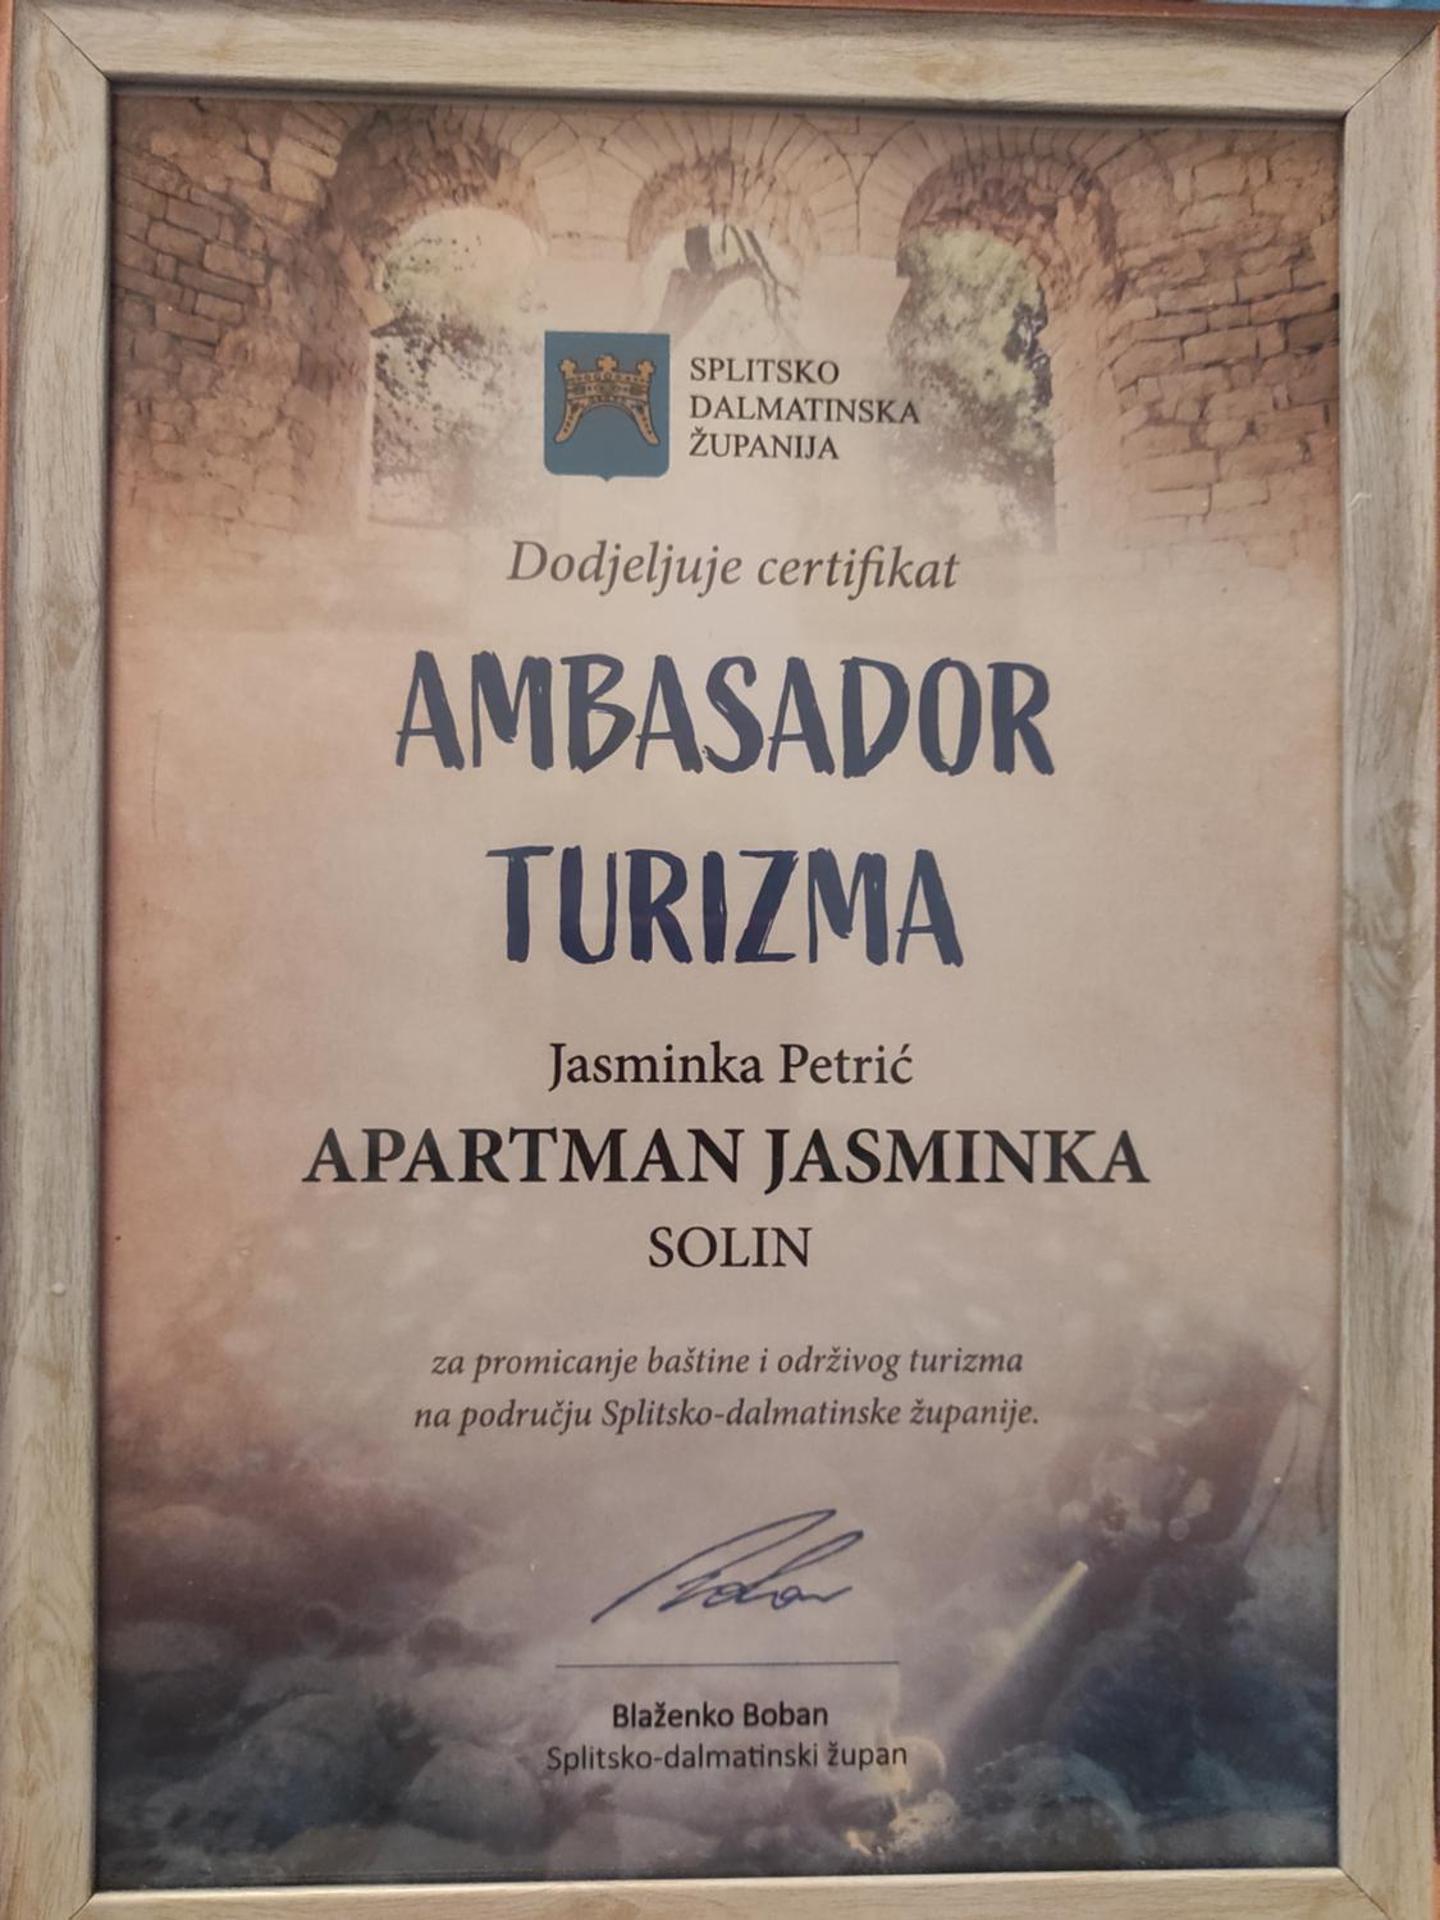 SPLITSKO
DALMATINSKA
ŽUPANIJA
Dodjeljuje certifikat
AMBASADOR
TURIZMA
Jasminka Petrić
APARTMAN JASMINKA
SOLIN
za promicanje baštine i održivog turizma
na području Splitsko-dalmatinske županije.
Blaženko Boban
Splitsko-dalmatinski župan